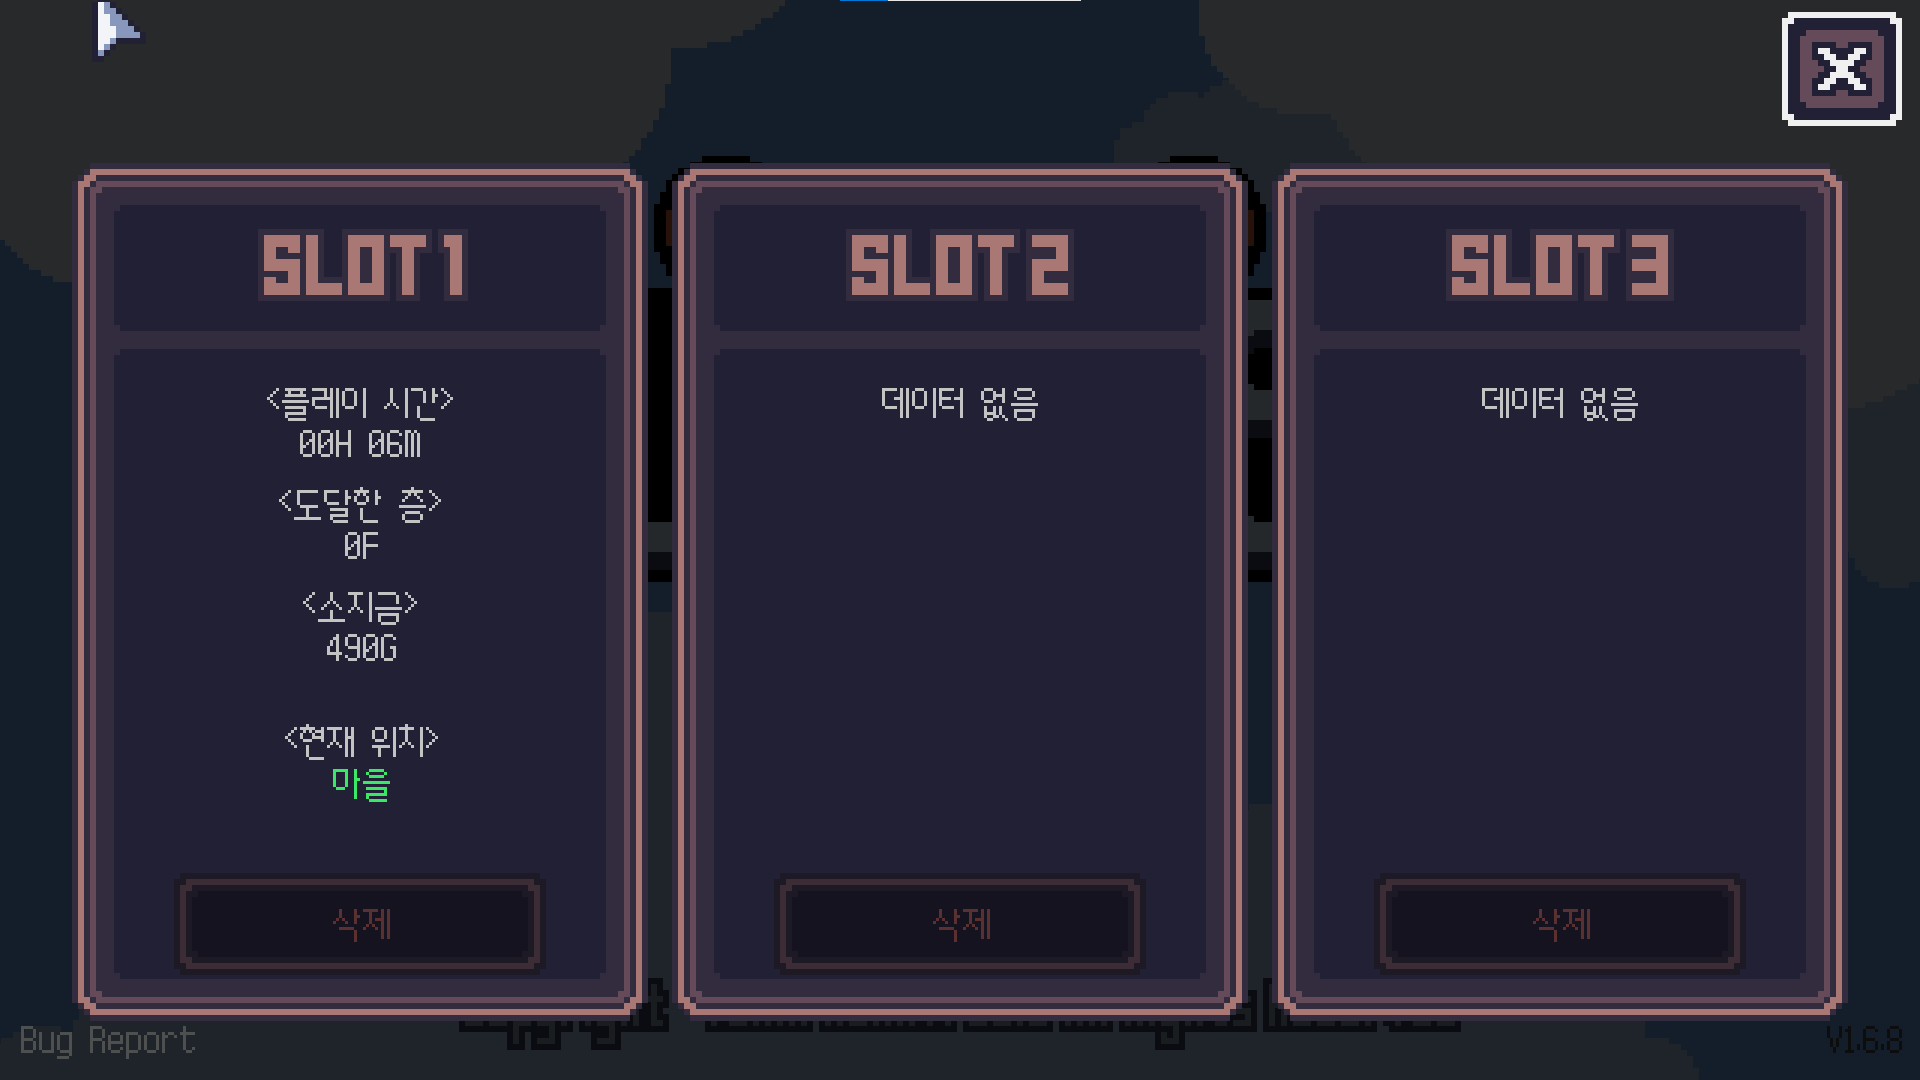 SLOT 1
<플레이 시간>
00H 06M
<도달한 층>
0F
<소지금>
490G
<현재 위치>
마을
삭제
SLOT 2
데이터 없음
삭제
SLOT 3
데이터 없음
삭제
Bug Report
V1.6.8